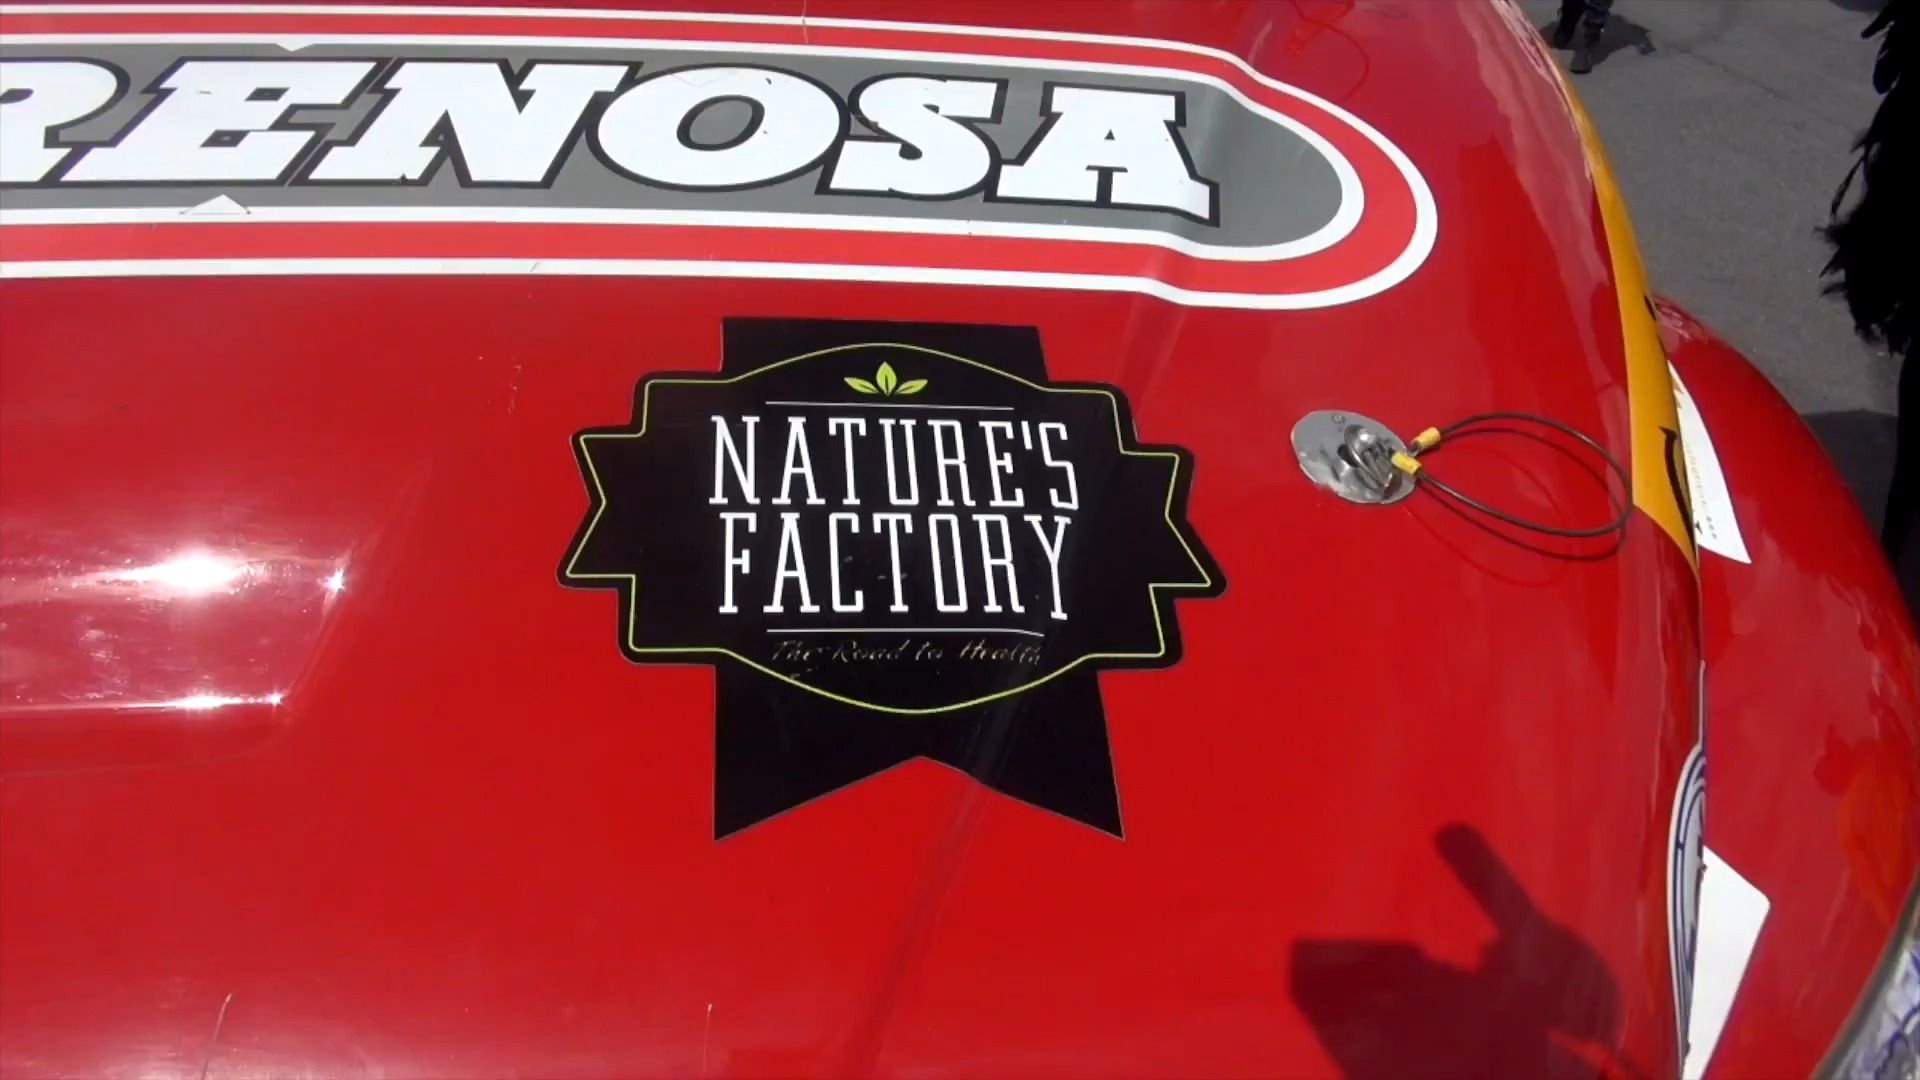 RENOSA
NATURE'S
FACTORY
The Road to Health